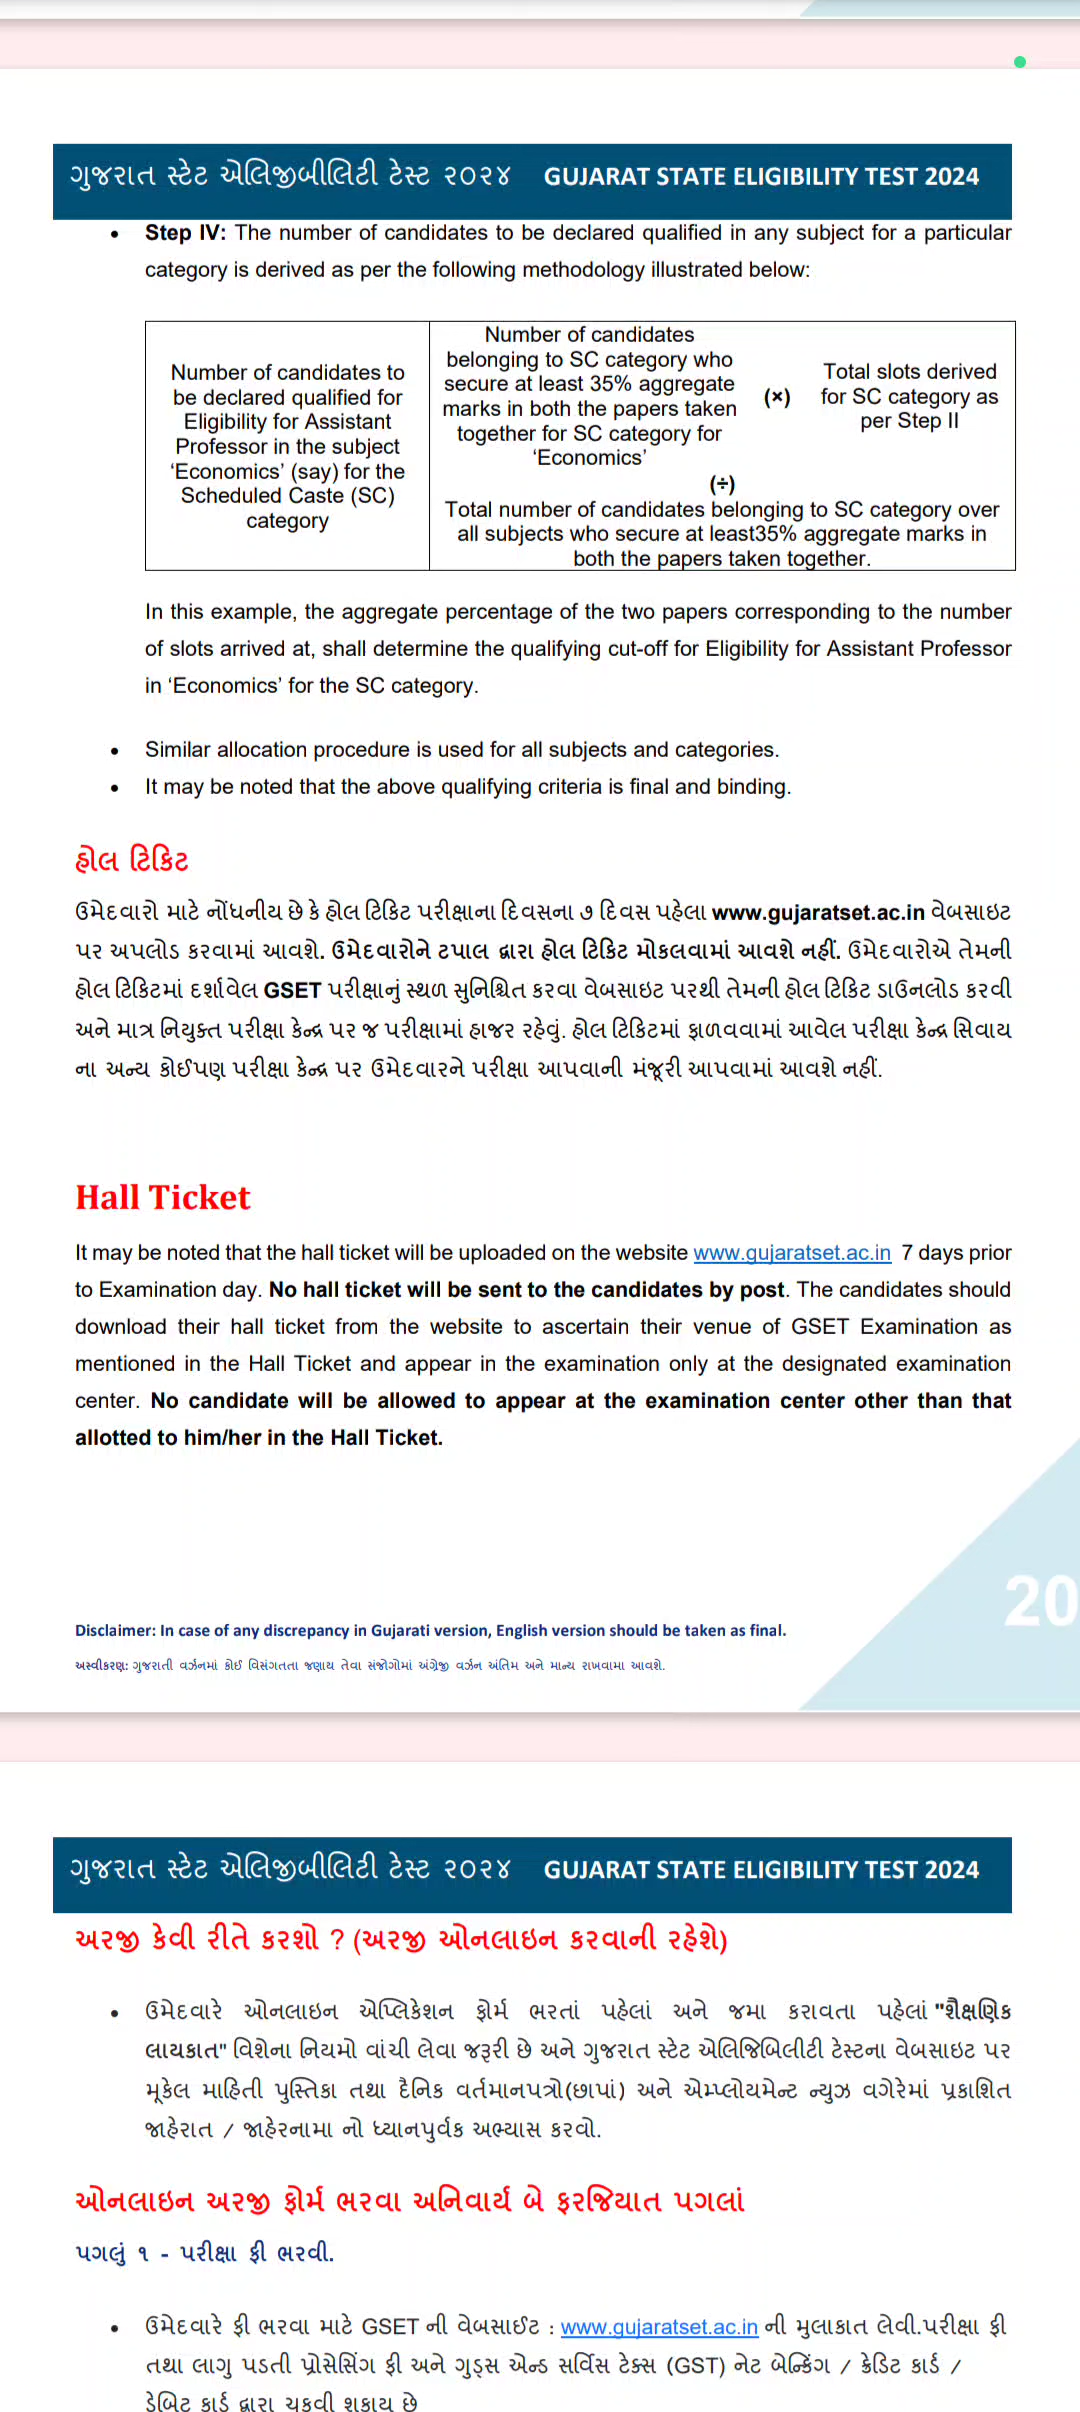 ગુજરાત સ્ટેટ એલિજીબીલિટી ટેસ્ટ ૨૦૨૪ GUJARAT STATE ELIGIBILITY TEST 2024
• Step IV: The number of candidates to be declared qualified in any subject for a particular
category is derived as per the following methodology illustrated below:
Number of candidates to
be declared qualified for
Eligibility for Assistant
Professor in the subject
‘Economics’ (say) for the
Scheduled Caste (SC)
category
Number of candidates
belonging to SC category who
secure at least 35% aggregate
marks in both the papers taken
together for SC category for
‘Economics’
(×)
Total slots derived
for SC category as
per Step II
(÷)
Total number of candidates belonging to SC category over
all subjects who secure at least35% aggregate marks in
both the papers taken together.
In this example, the aggregate percentage of the two papers corresponding to the number
of slots arrived at, shall determine the qualifying cut-off for Eligibility for Assistant Professor
in ‘Economics’ for the SC category.
• Similar allocation procedure is used for all subjects and categories.
• It may be noted that the above qualifying criteria is final and binding.
હોલ ટિકિટ
ઉમેદવારો માટે નોંધનીય છે કે હોલ ટિકિટ પરીક્ષાના દિવસના ૭ દિવસ પહેલા www.gujaratset.ac.in વેબસાઇટ
પર અપલોડ કરવામાં આવશે. ઉમેદવારોને ટપાલ દ્વારા હોલ ટિકિટ મોકલવામાં આવશે નહીં. ઉમેદવારોએ તેમની
હોલ ટિકિટમાં દર્શાવેલ GSET પરીક્ષાનું સ્થળ સુનિશ્ચિત કરવા વેબસાઇટ પરથી તેમની હોલ ટિકિટ ડાઉનલોડ કરવી
અને માત્ર નિયુક્ત પરીક્ષા કેન્દ્ર પર જ પરીક્ષામાં હાજર રહેવું. હોલ ટિકિટમાં ફાળવવામાં આવેલ પરીક્ષા કેન્દ્ર સિવાય
ના અન્ય કોઈપણ પરીક્ષા કેન્દ્ર પર ઉમેદવારને પરીક્ષા આપવાની મંજૂરી આપવામાં આવશે નહીં.
Hall Ticket
It may be noted that the hall ticket will be uploaded on the website www.gujaratset.ac.in 7 days prior
to Examination day. No hall ticket will be sent to the candidates by post. The candidates should
download their hall ticket from the website to ascertain their venue of GSET Examination as
mentioned in the Hall Ticket and appear in the examination only at the designated examination
center. No candidate will be allowed to appear at the examination center other than that
allotted to him/her in the Hall Ticket.
20
Disclaimer: In case of any discrepancy in Gujarati version, English version should be taken as final.
અસ્વીકરણ: ગુજરાતી વર્ઝનમાં કોઈ વિસંગતતા જણાય તેવા સંજોગોમાં અંગ્રેજી વર્ઝન અંતિમ અને માન્ય રાખવામા આવશે.
ગુજરાત સ્ટેટ એલિજીબીલિટી ટેસ્ટ ૨૦૨૪ GUJARAT STATE ELIGIBILITY TEST 2024
અરજી કેવી રીતે કરશો ? (અરજી ઓનલાઇન કરવાની રહેશે)
• ઉમેદવારે ઓનલાઇન એપ્લિકેશન ફોર્મ ભરતાં પહેલાં અને જમા કરાવતા પહેલાં "શૈક્ષણિક
લાયકાત" વિશેના નિયમો વાંચી લેવા જરૂરી છે અને ગુજરાત સ્ટેટ એલિજિબિલીટી ટેસ્ટના વેબસાઇટ પર
મૂકેલ માહિતી પુસ્તિકા તથા દૈનિક વર્તમાનપત્રો(છાપાં) અને એમ્પ્લોયમેન્ટ ન્યુઝ વગેરેમાં પ્રકાશિત
જાહેરાત / જાહેરનામા નો ધ્યાનપુર્વક અભ્યાસ કરવો.
ઓનલાઇન અરજી ફોર્મ ભરવા અનિવાર્ય બે ફરજિયાત પગલાં
પગલું ૧ - પરીક્ષા ફી ભરવી.
• ઉમેદવારે ફી ભરવા માટે GSET ની વેબસાઈટ : www.gujaratset.ac.in ની મુલાકાત લેવી.પરીક્ષા ફી
તથા લાગુ પડતી પ્રોસેસિંગ ફી અને ગુડ્સ એન્ડ સર્વિસ ટેક્સ (GST) નેટ બેન્કિંગ / ક્રેડિટ કાર્ડ /
ડેબિટ કાર્ડ દ્વારા ચૂકવી શકાય છે